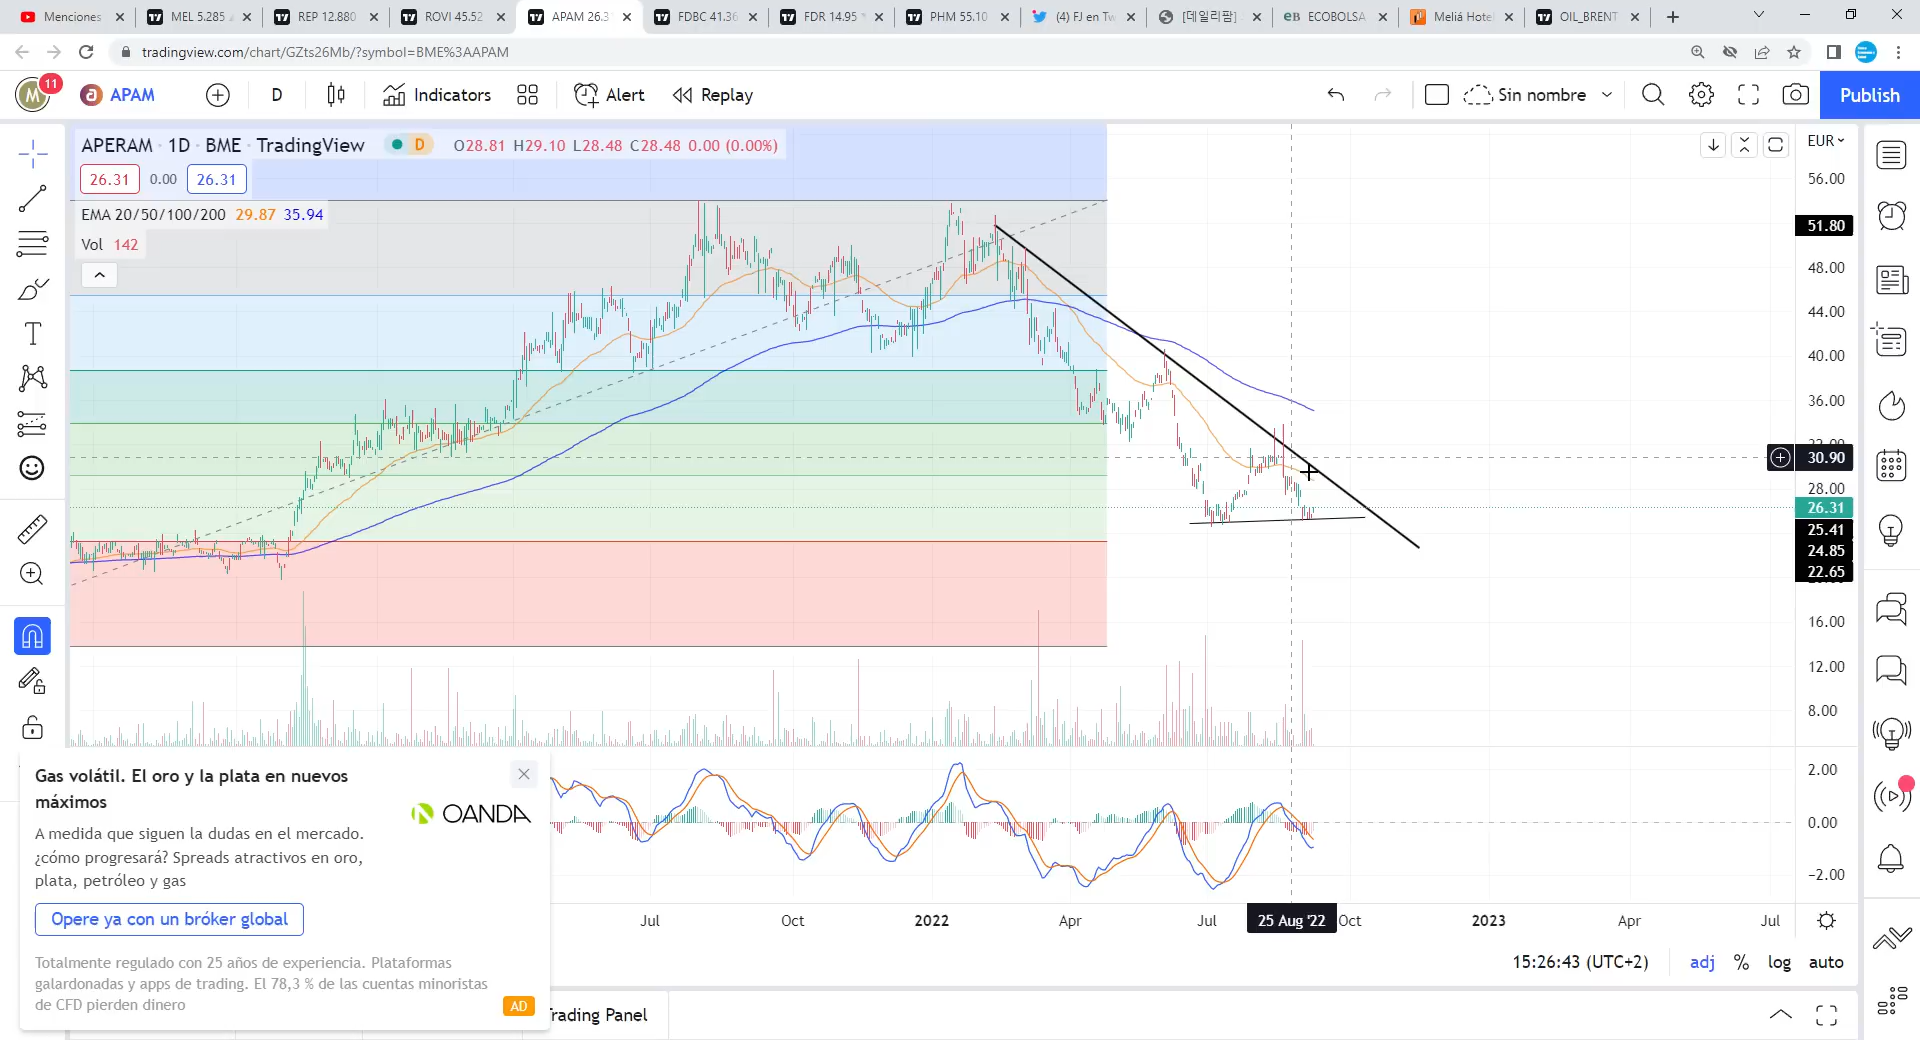 Menciones
MEL 5.285
REP 12.880
ROVI 45.52
APAM 26.3
FDBC 41.36
FDR 14.95
PHM 55.10
(4) FJ en Tw
[데일리팜]
ECOBOLSA
Meliá Hote
OIL_BRENT
tradingview.com/chart/GZts26Mb/?symbol=BME%3AAPAM
M
11
APAM
D
Indicators
Alert
Replay
Sin nombre
Publish
APERAM · 1D · BME · TradingView
D
O28.81 H29.10 L28.48 C28.48 0.00 (0.00%)
EUR
26.31
0.00
26.31
EMA 20/50/100/200 29.87 35.94
Vol 142
56.00
51.80
48.00
44.00
40.00
36.00
32.00
30.90
28.00
26.31
25.41
24.85
22.65
16.00
12.00
8.00
2.00
0.00
−2.00
Gas volátil. El oro y la plata en nuevos
máximos
OANDA
A medida que siguen la dudas en el mercado.
¿cómo progresará? Spreads atractivos en oro,
plata, petróleo y gas
Opere ya con un bróker global
Totalmente regulado con 25 años de experiencia. Plataformas
galardonadas y apps de trading. El 78,3 % de las cuentas minoristas
de CFD pierden dinero
AD
Jul
Oct
2022
Apr
Jul
25 Aug '22
Oct
2023
Apr
Jul
15:26:43 (UTC+2)
adj
%
log
auto
Trading Panel